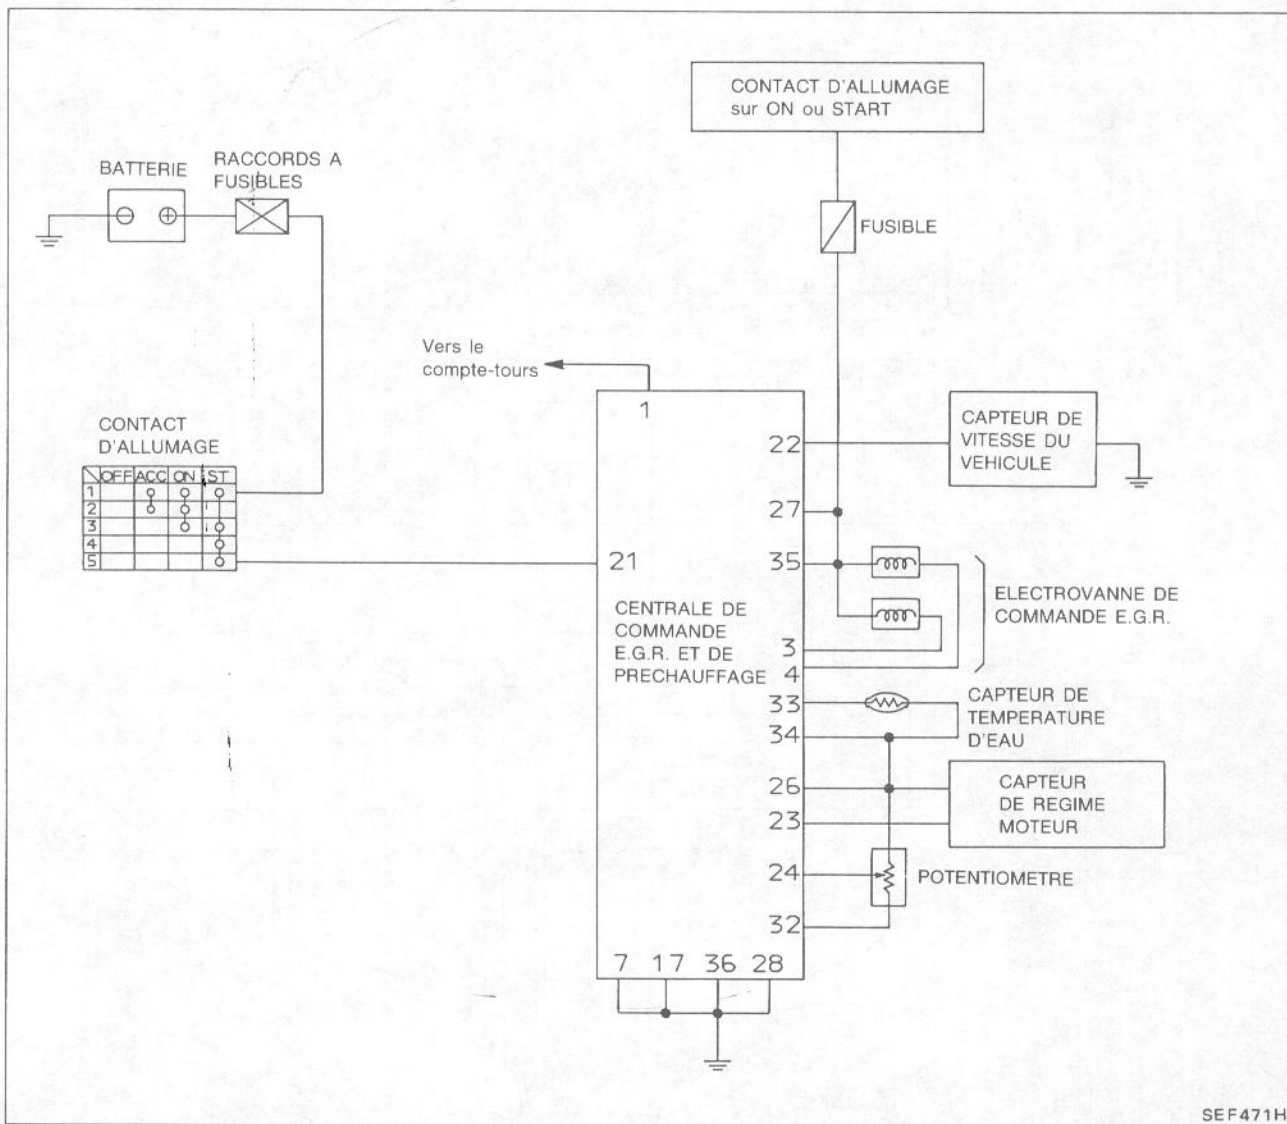 CONTACT D'ALLUMAGE
sur ON ou START
BATTERIE
RACCORDS A
FUSIBLES
FUSIBLE
Vers le
compte-tours
1
CONTACT
D'ALLUMAGE
OFF ACC ON ST
1
2
3
4
5
22
CAPTEUR DE
VITESSE DU
VEHICULE
27
21
35
ELECTROVANNE DE
COMMANDE E.G.R.
CENTRALE DE
COMMANDE
E.G.R. ET DE
PRECHAUFFAGE
3
4
33
CAPTEUR DE
TEMPERATURE
D'EAU
34
26
CAPTEUR
DE REGIME
MOTEUR
23
24
POTENTIOMETRE
32
7 17 36 28
SEF471H